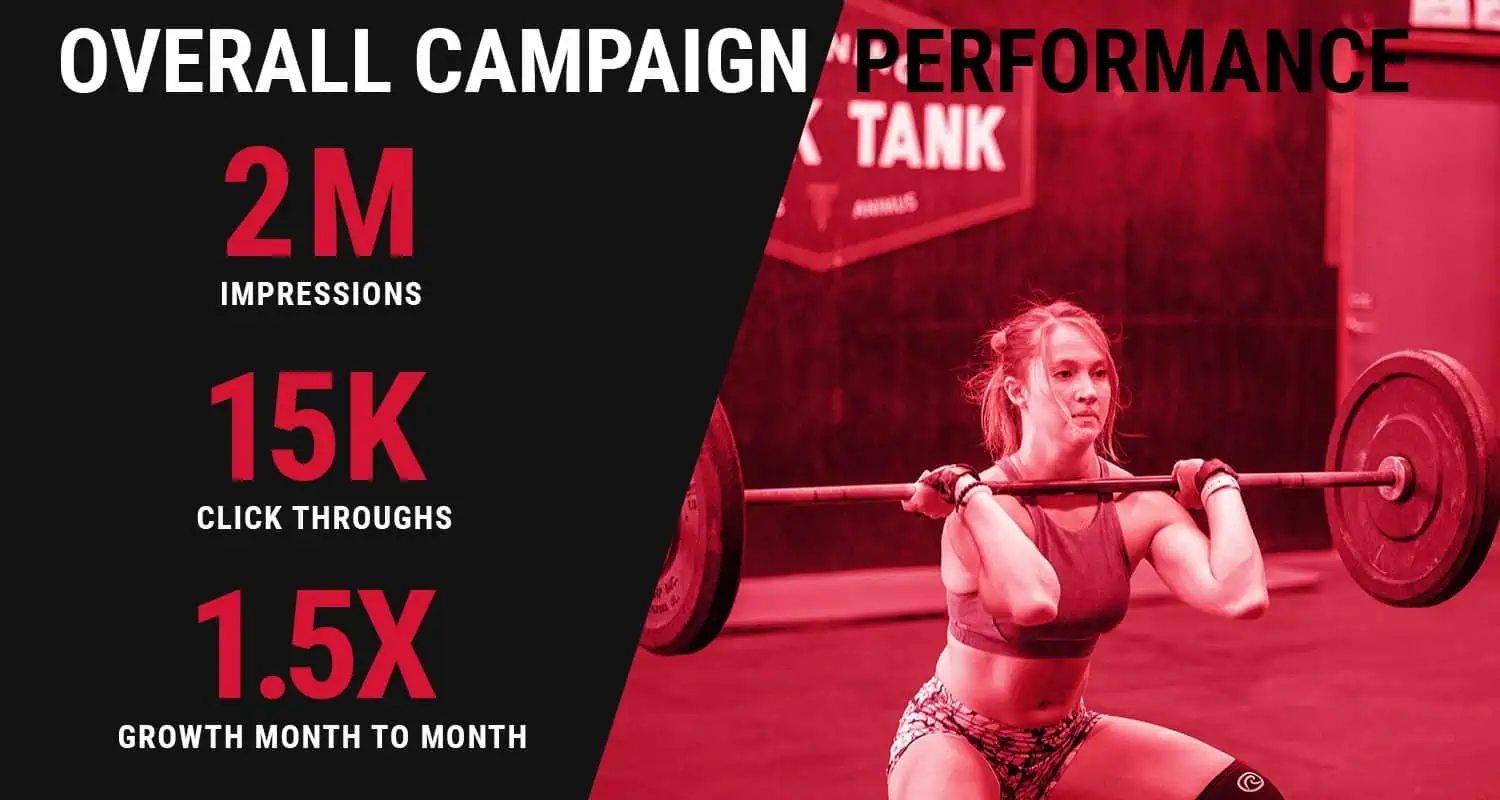 OVERALL CAMPAIGN PERFORMANCE
2M
IMPRESSIONS
15K
CLICK THROUGHS
1.5X
GROWTH MONTH TO MONTH
TANK
ANIMUS